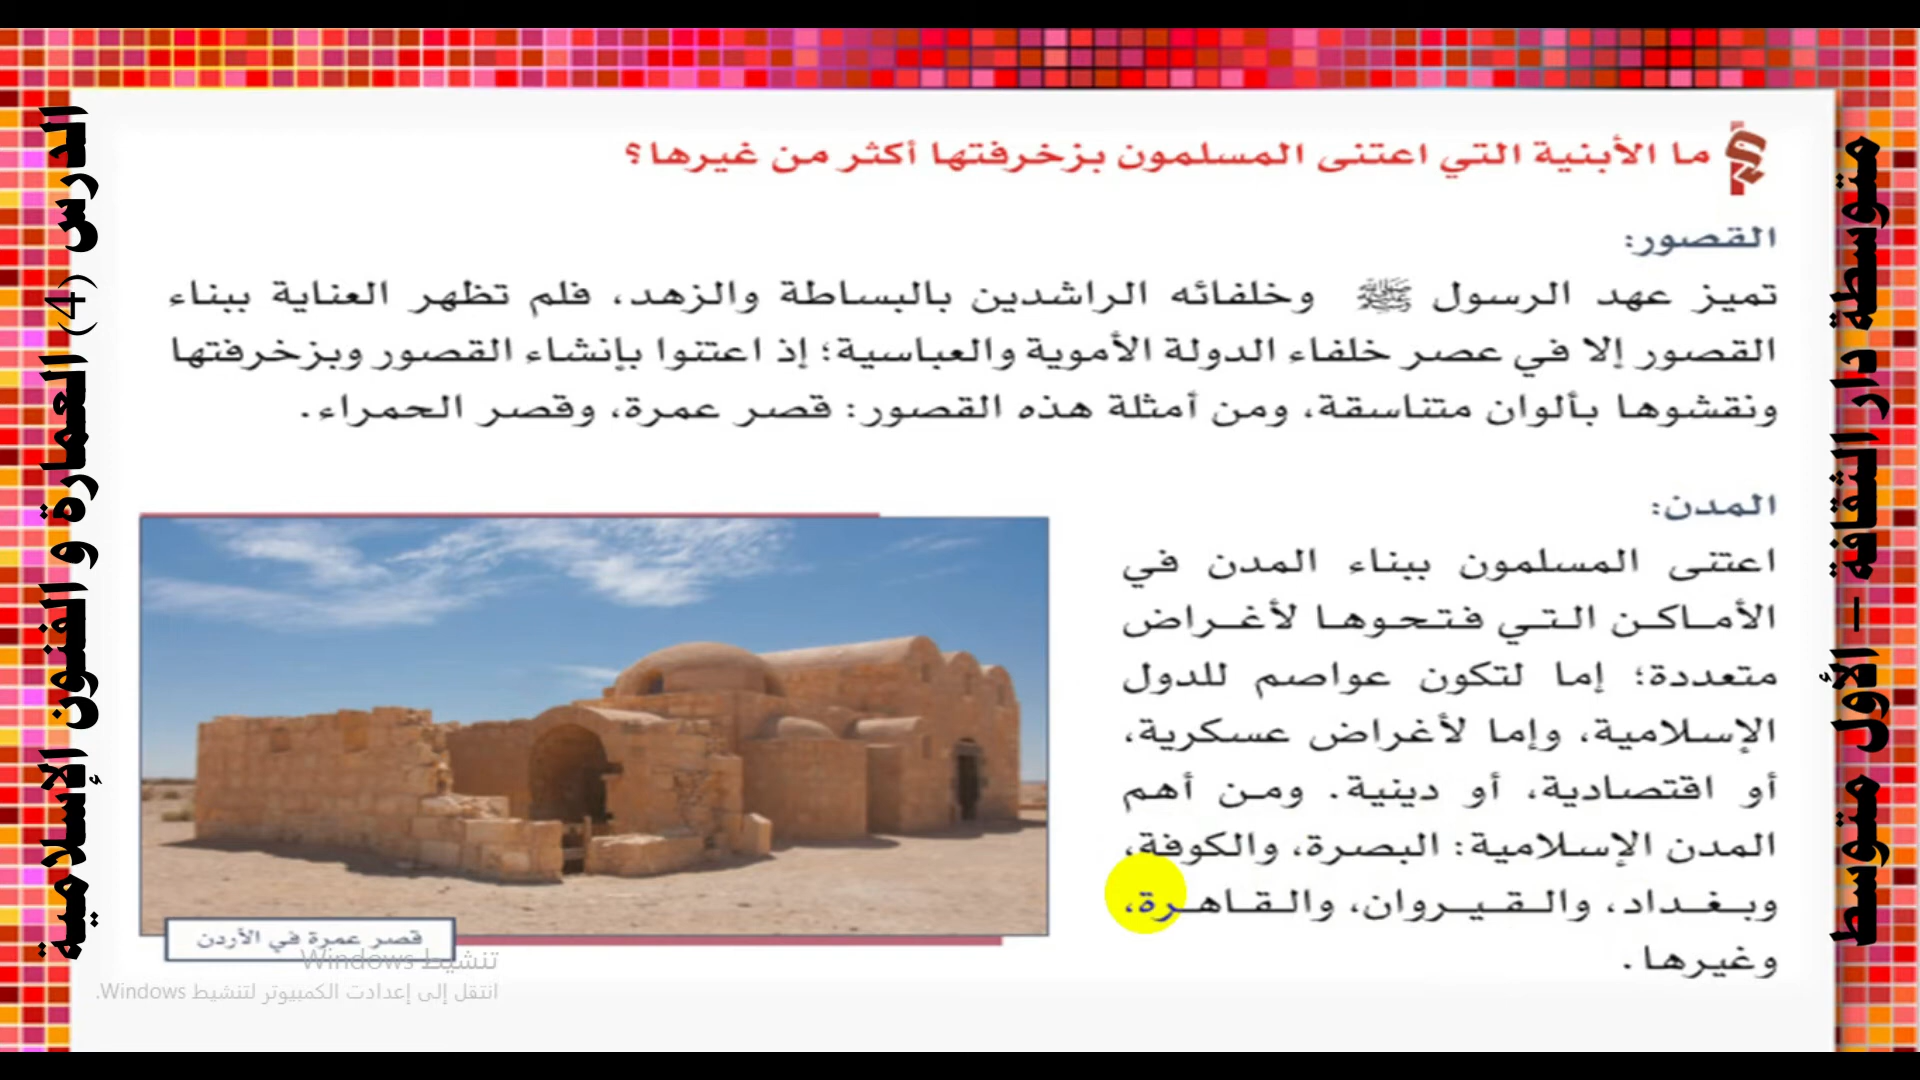 ما الأبنية التي اعتنى المسلمون بزخرفتها أكثر من غيرها؟
القصور:
تميز عهد الرسول ﷺ وخلفائه الراشدين بالبساطة والزهد، فلم تظهر العناية ببناء
القصور إلا في عصر خلفاء الدولة الأموية والعباسية؛ إذ اعتنوا بإنشاء القصور وبزخرفتها
ونقشوها بألوان متناسقة، ومن أمثلة هذه القصور: قصر عمرة، وقصر الحمراء.
المدن:
اعتنى المسلمون ببناء المدن في
الأماكن التي فتحوها لأغراض
متعددة؛ إما لتكون عواصم للدول
الإسلامية، وإما لأغراض عسكرية،
أو اقتصادية، أو دينية. ومن أهم
المدن الإسلامية: البصرة، والكوفة،
وبغداد، والقيروان، والقاهرة،
وغيرها.
قصر عمرة في الأردن
تنشيط Windows
انتقل إلى إعدادت الكمبيوتر لتنشيط Windows.
متوسطة دار الثقافة – الأول متوسط
الدرس (4) العمارة و الفنون الإسلامية